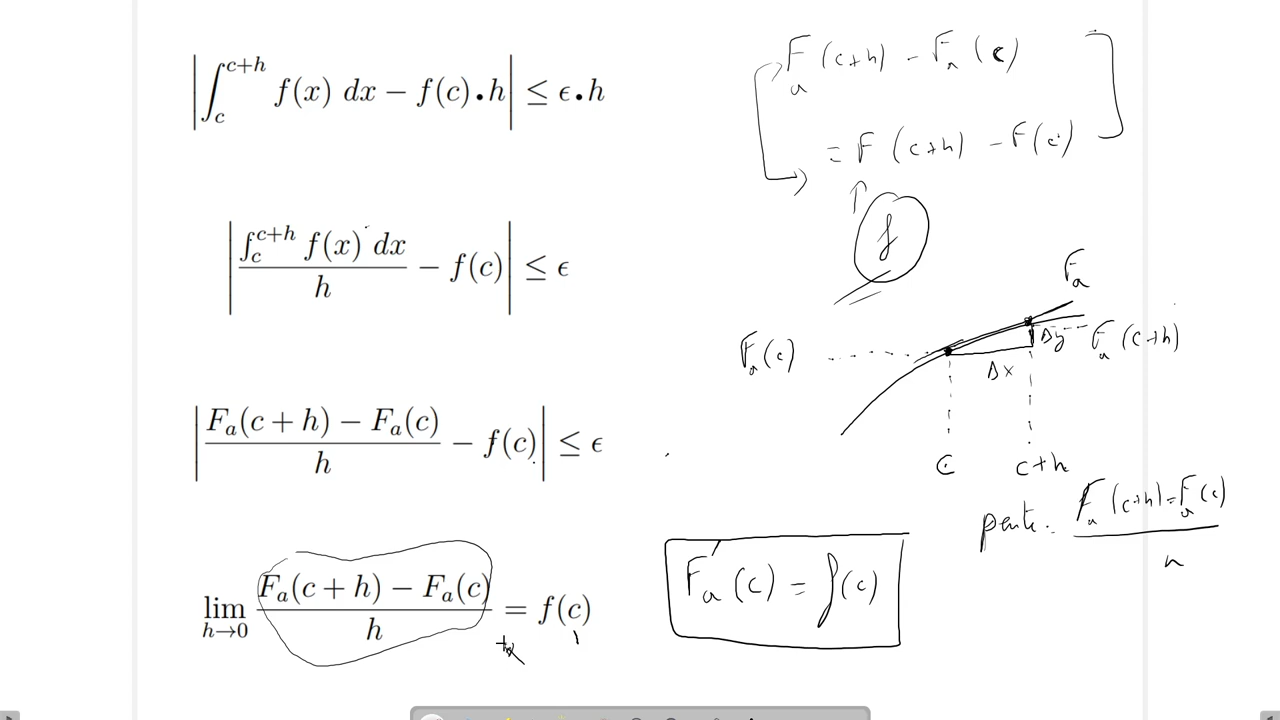 |∫_c^{c+h} f(x) dx − f(c)·h| ≤ ϵ·h
|∫_c^{c+h} f(x) dx / h − f(c)| ≤ ϵ
|(F_a(c + h) − F_a(c)) / h − f(c)| ≤ ϵ
lim_{h→0} (F_a(c + h) − F_a(c)) / h = f(c)
F_a (c+h) − F_a (c)
= F (c+h) − F(c)
f
F_a
F_a(c)
Δy
F_a (c+h)
Δx
c
c+h
pente.
F_a (c+h) − F_a (c)
h
F_a' (c) = f(c)